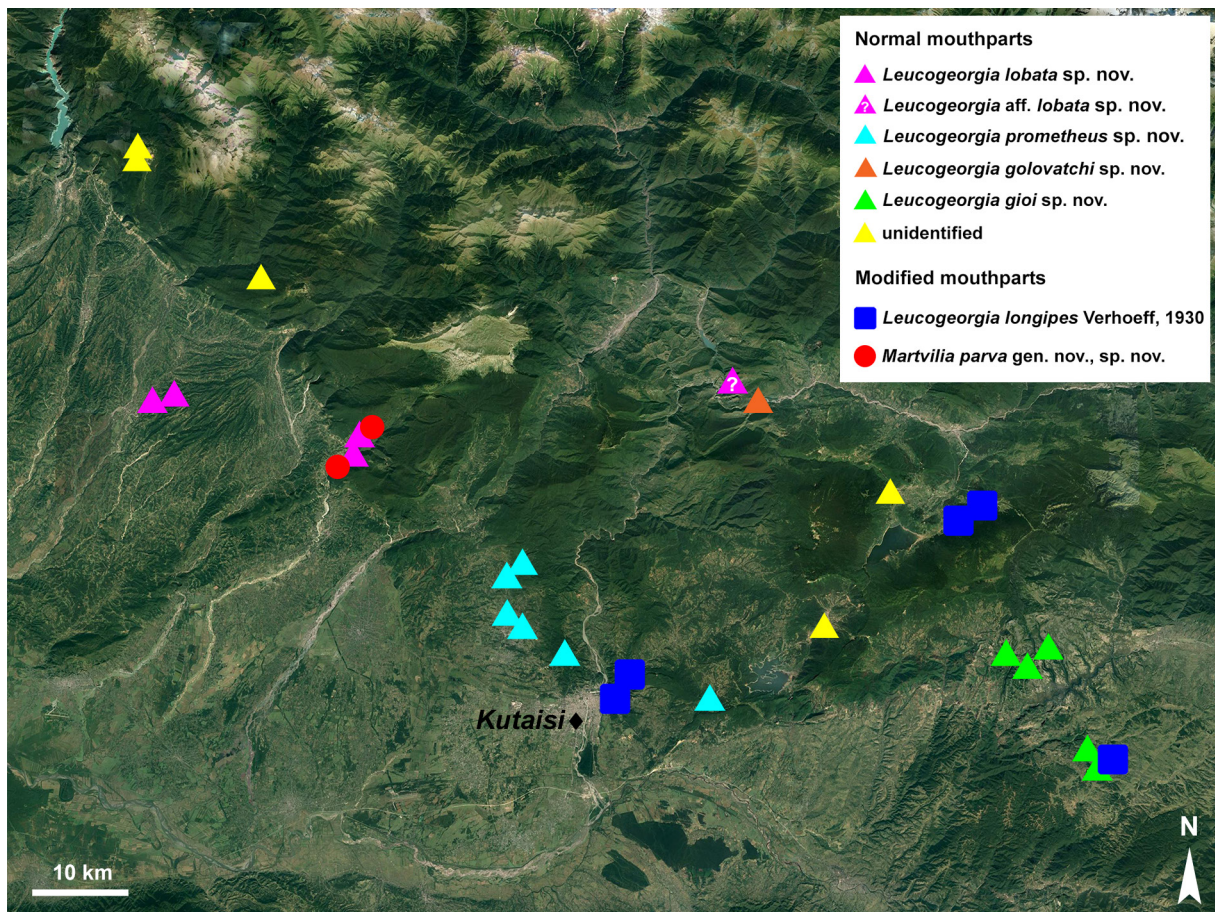 Normal mouthparts
Leucogeorgia lobata sp. nov.
? Leucogeorgia aff. lobata sp. nov.
Leucogeorgia prometheus sp. nov.
Leucogeorgia golovatchi sp. nov.
Leucogeorgia gioi sp. nov.
unidentified
Modified mouthparts
Leucogeorgia longipes Verhoeff, 1930
Martvilia parva gen. nov., sp. nov.
?
Kutaisi
N
10 km